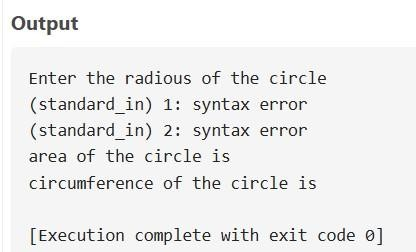 Output
Enter the radious of the circle
(standard_in) 1: syntax error
(standard_in) 2: syntax error
area of the circle is
circumference of the circle is
[Execution complete with exit code 0]